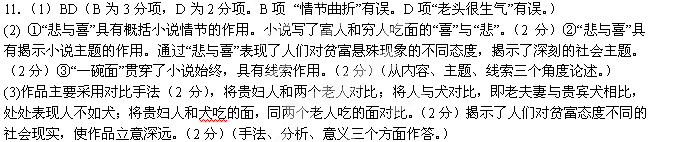 11.（1）BD（B 为 3 分项，D 为 2 分项。B 项 “情节曲折”有误。D 项“老头很生气”有误。）
(2) ①“悲与喜”具有概括小说情节的作用。小说写了富人和穷人吃面的“喜”与“悲”。（2 分）②“悲与喜”具
有揭示小说主题的作用。通过“悲与喜”表现了人们对贫富悬殊现象的不同态度，揭示了深刻的社会主题。
（2 分）③“一碗面”贯穿了小说始终，具有线索作用。（2 分）（从内容、主题、线索三个角度论述。）
(3)作品主要采用对比手法（2 分），将贵妇人和两个老人对比；将人与犬对比，即老夫妻与贵宾犬相比，
处处表现人不如犬；将贵妇人和犬吃的面，同两个老人吃的面对比。（2 分）揭示了人们对贫富态度不同的
社会现实，使作品立意深远。（2 分）（手法、分析、意义三个方面作答。）